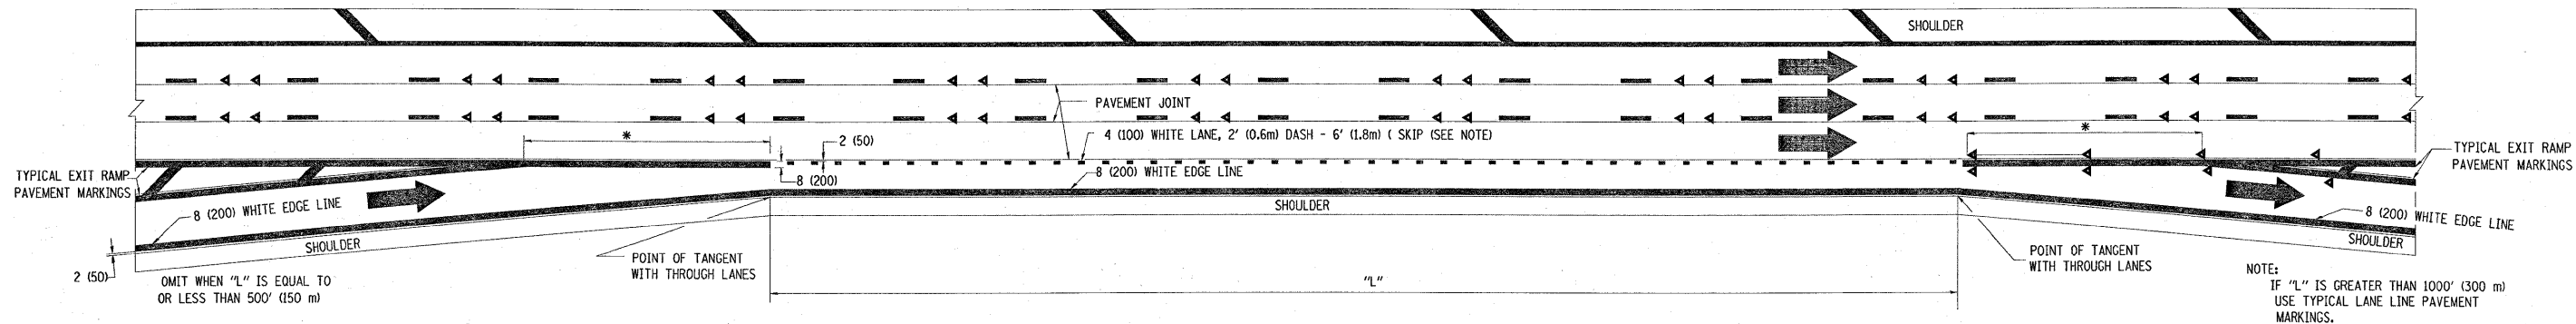 SHOULDER
PAVEMENT JOINT
*
4 (100) WHITE LANE, 2' (0.6m) DASH - 6' (1.8m) ( SKIP (SEE NOTE)
*
2 (50)
TYPICAL EXIT RAMP
PAVEMENT MARKINGS
8 (200)
8 (200) WHITE EDGE LINE
TYPICAL EXIT RAMP
PAVEMENT MARKINGS
8 (200) WHITE EDGE LINE
SHOULDER
8 (200) WHITE EDGE LINE
SHOULDER
SHOULDER
2 (50)
OMIT WHEN "L" IS EQUAL TO
OR LESS THAN 500' (150 m)
POINT OF TANGENT
WITH THROUGH LANES
"L"
POINT OF TANGENT
WITH THROUGH LANES
NOTE:
IF "L" IS GREATER THAN 1000' (300 m)
USE TYPICAL LANE LINE PAVEMENT
MARKINGS.